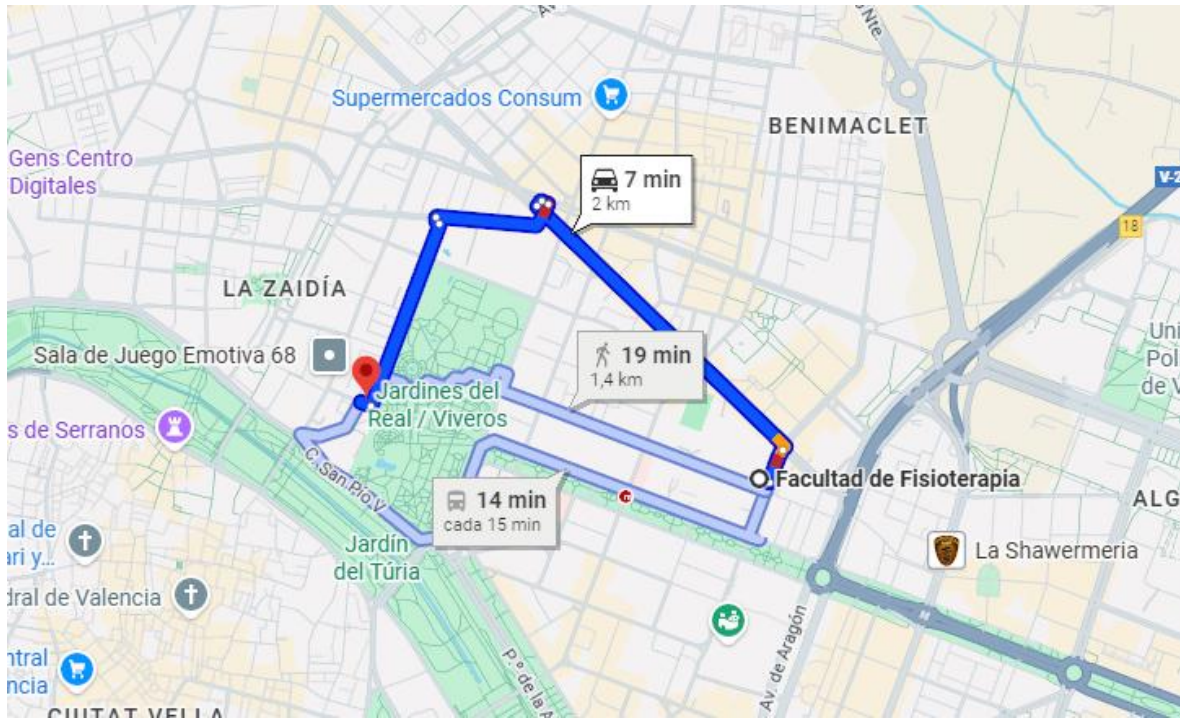 Supermercados Consum
BENIMACLET
Gens Centro
Digitales
7 min
2 km
V-2
18
LA ZAIDÍA
Sala de Juego Emotiva 68
19 min
1,4 km
Jardines del
Real / Viveros
s de Serranos
C. San Pío V
Facultad de Fisioterapia
14 min
cada 15 min
ALG
La Shawermeria
Jardín
del Túria
Uni
Pol
de V
al de
ari y...
dral de Valencia
Av. de Aragón
P.º de la A
ntral
ncia
CIUTAT VELLA